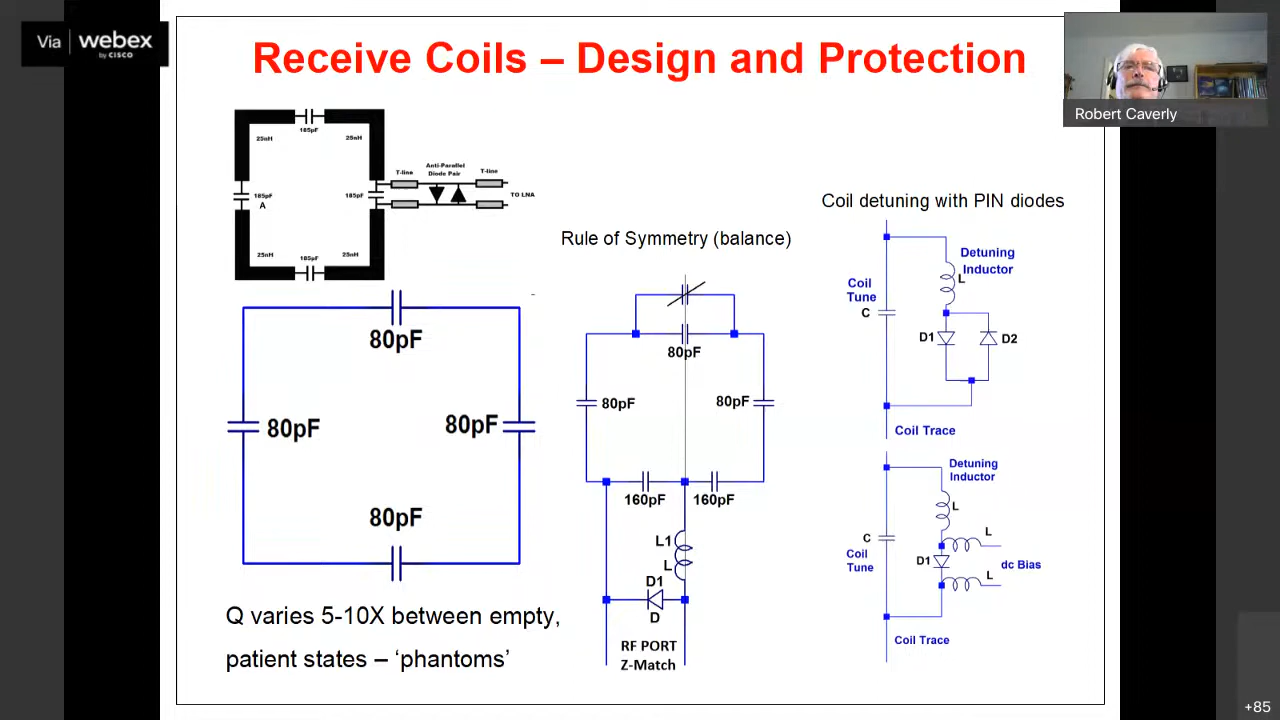 Via webex
by CISCO
Receive Coils – Design and Protection
Robert Caverly
185pF
25nH
25nH
185pF
A
185pF
25nH
25nH
185pF
T-line
Anti-Parallel
Diode Pair
T-line
TO LNA
80pF
80pF
80pF
80pF
Q varies 5-10X between empty,
patient states – ‘phantoms’
Rule of Symmetry (balance)
80pF
80pF
80pF
160pF
160pF
L1
L
D1
D
RF PORT
Z-Match
Coil detuning with PIN diodes
Detuning
Inductor
L
Coil
Tune
C
D1
D2
Coil Trace
Detuning
Inductor
L
C
L
Coil
Tune
D1
dc Bias
L
Coil Trace
+85